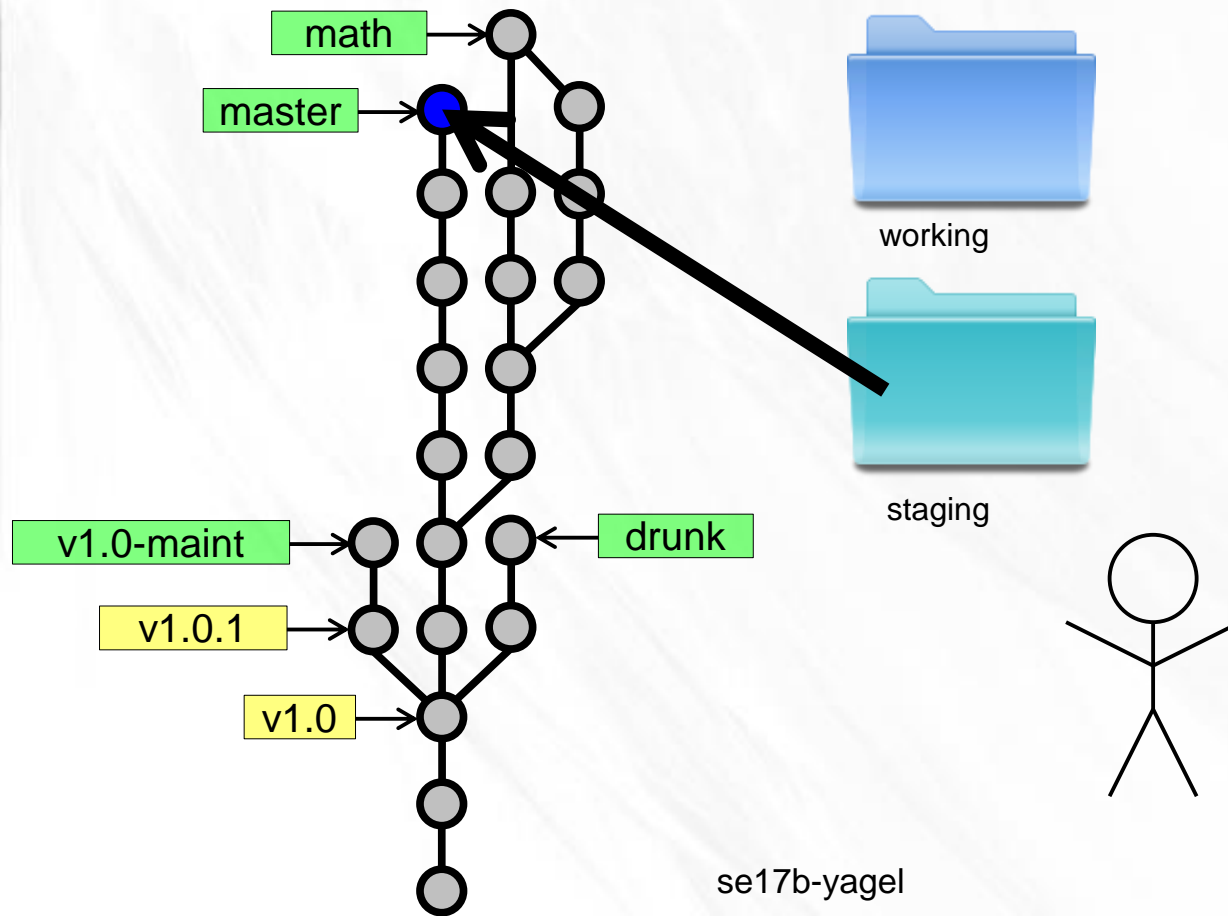 math
master
working
staging
v1.0-maint
drunk
v1.0.1
v1.0
se17b-yagel